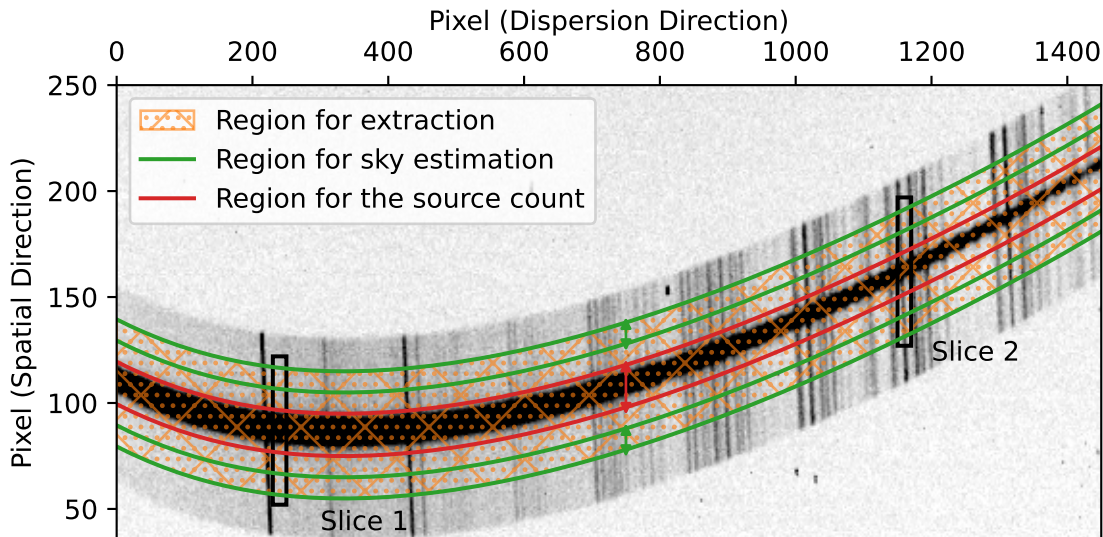 Pixel (Dispersion Direction)
0 200 400 600 800 1000 1200 1400
Pixel (Spatial Direction)
250
200
150
100
50
Region for extraction
Region for sky estimation
Region for the source count
Slice 2
Slice 1